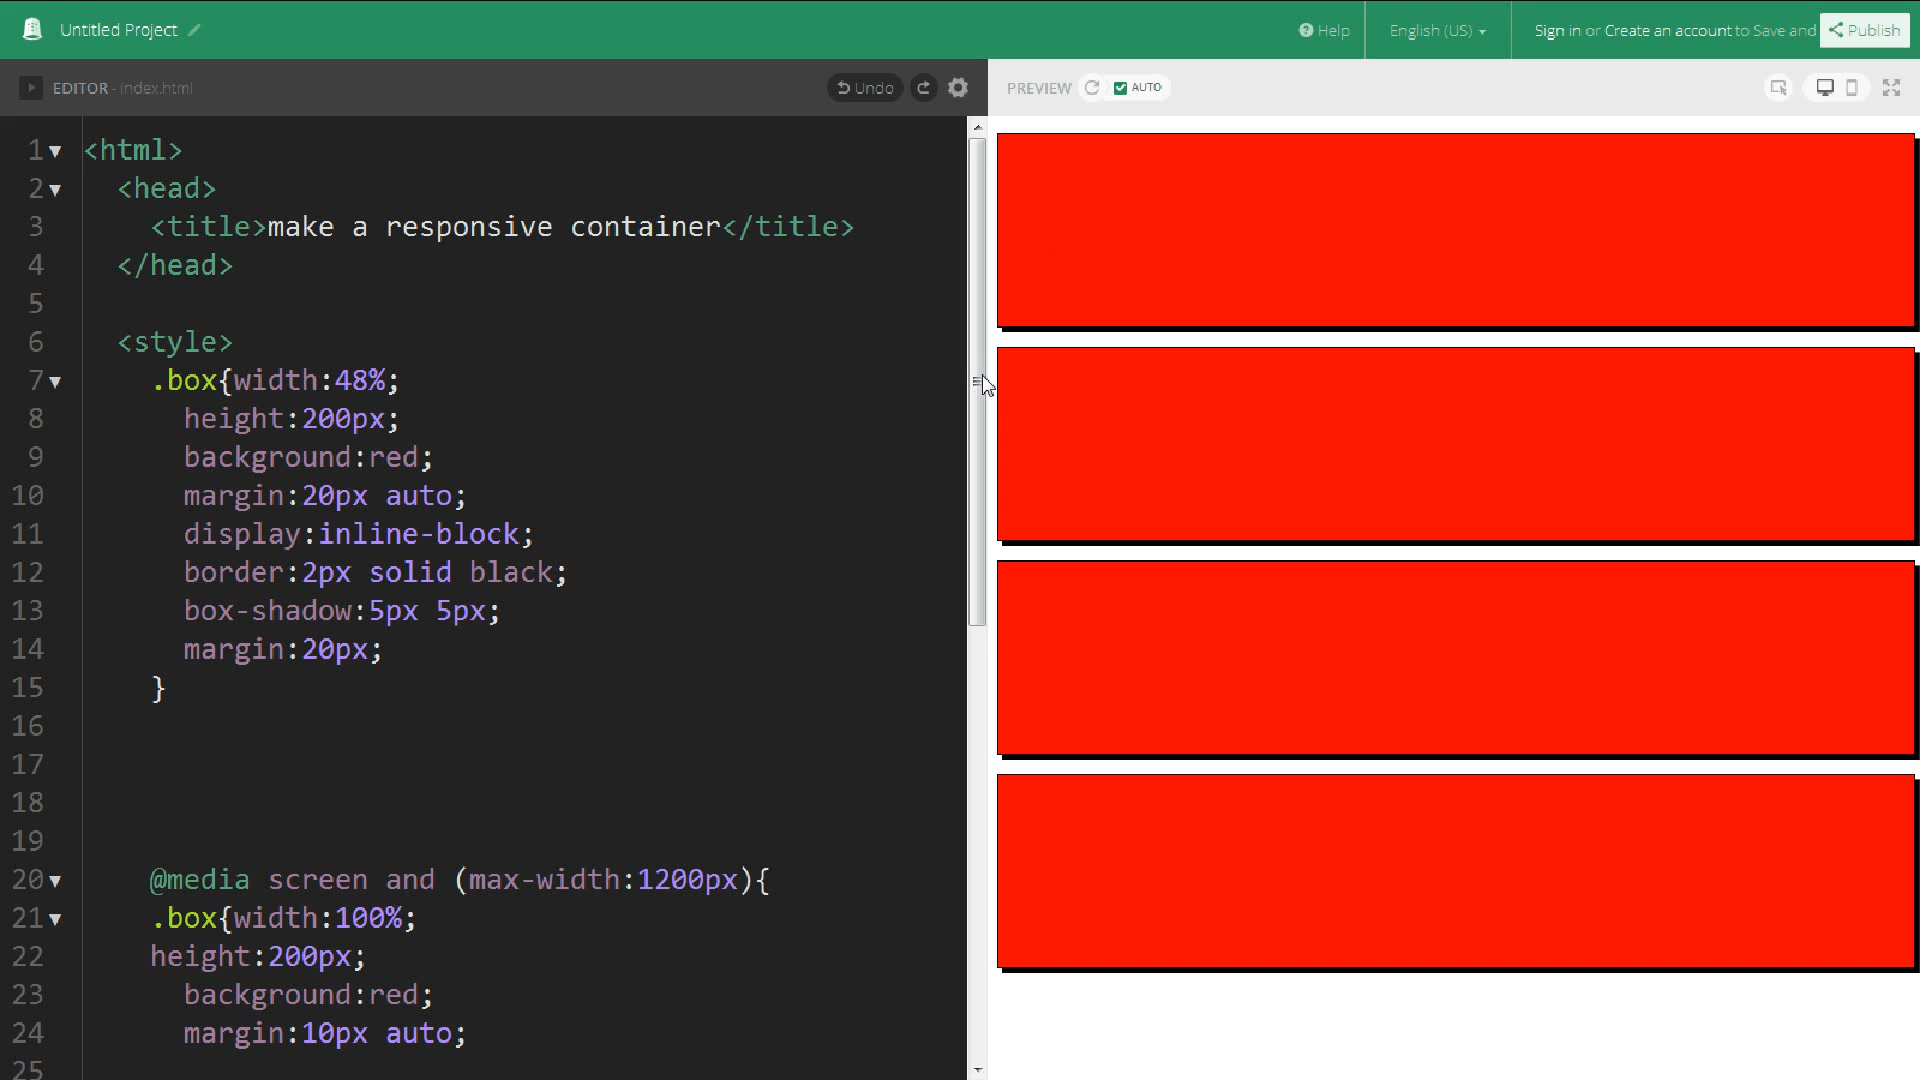 Untitled Project
Help
English (US)
Sign in or Create an account to Save and
Publish
EDITOR - index.html
Undo
PREVIEW
AUTO
1 <html>
2 <head>
3 <title>make a responsive container</title>
4 </head>
5
6 <style>
7 .box{width:48%;
8 height:200px;
9 background:red;
10 margin:20px auto;
11 display:inline-block;
12 border:2px solid black;
13 box-shadow:5px 5px;
14 margin:20px;
15 }
16
17
18
19
20 @media screen and (max-width:1200px){
21 .box{width:100%;
22 height:200px;
23 background:red;
24 margin:10px auto;
25